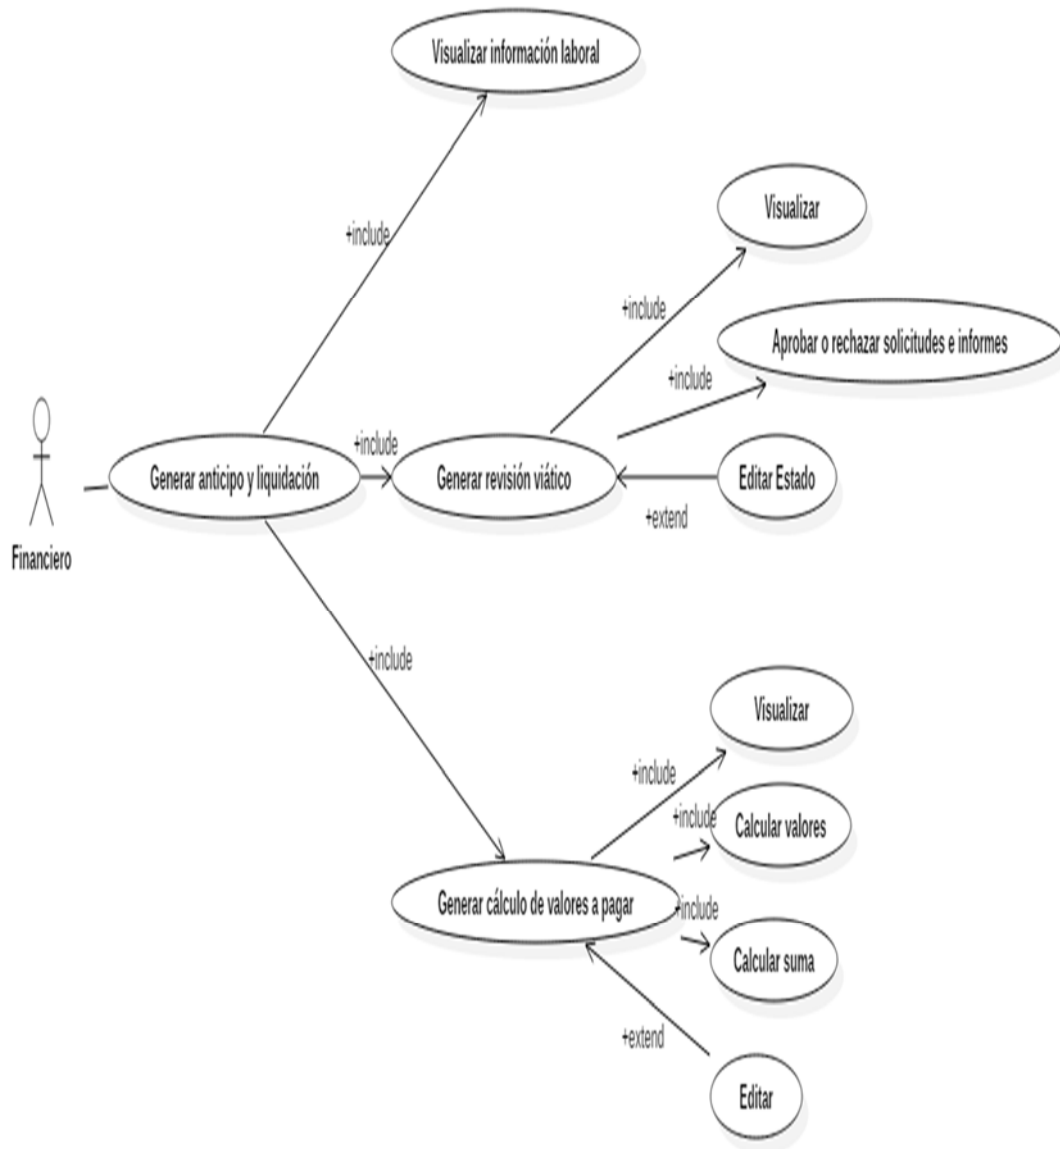 Visualizar información laboral
+include
Visualizar
+include
Aprobar o rechazar solicitudes e informes
+include
Financiero
Generar anticipo y liquidación
+include
Generar revisión viático
Editar Estado
+extend
+include
Visualizar
+include
+include
Calcular valores
Generar cálculo de valores a pagar
+include
Calcular suma
+extend
Editar